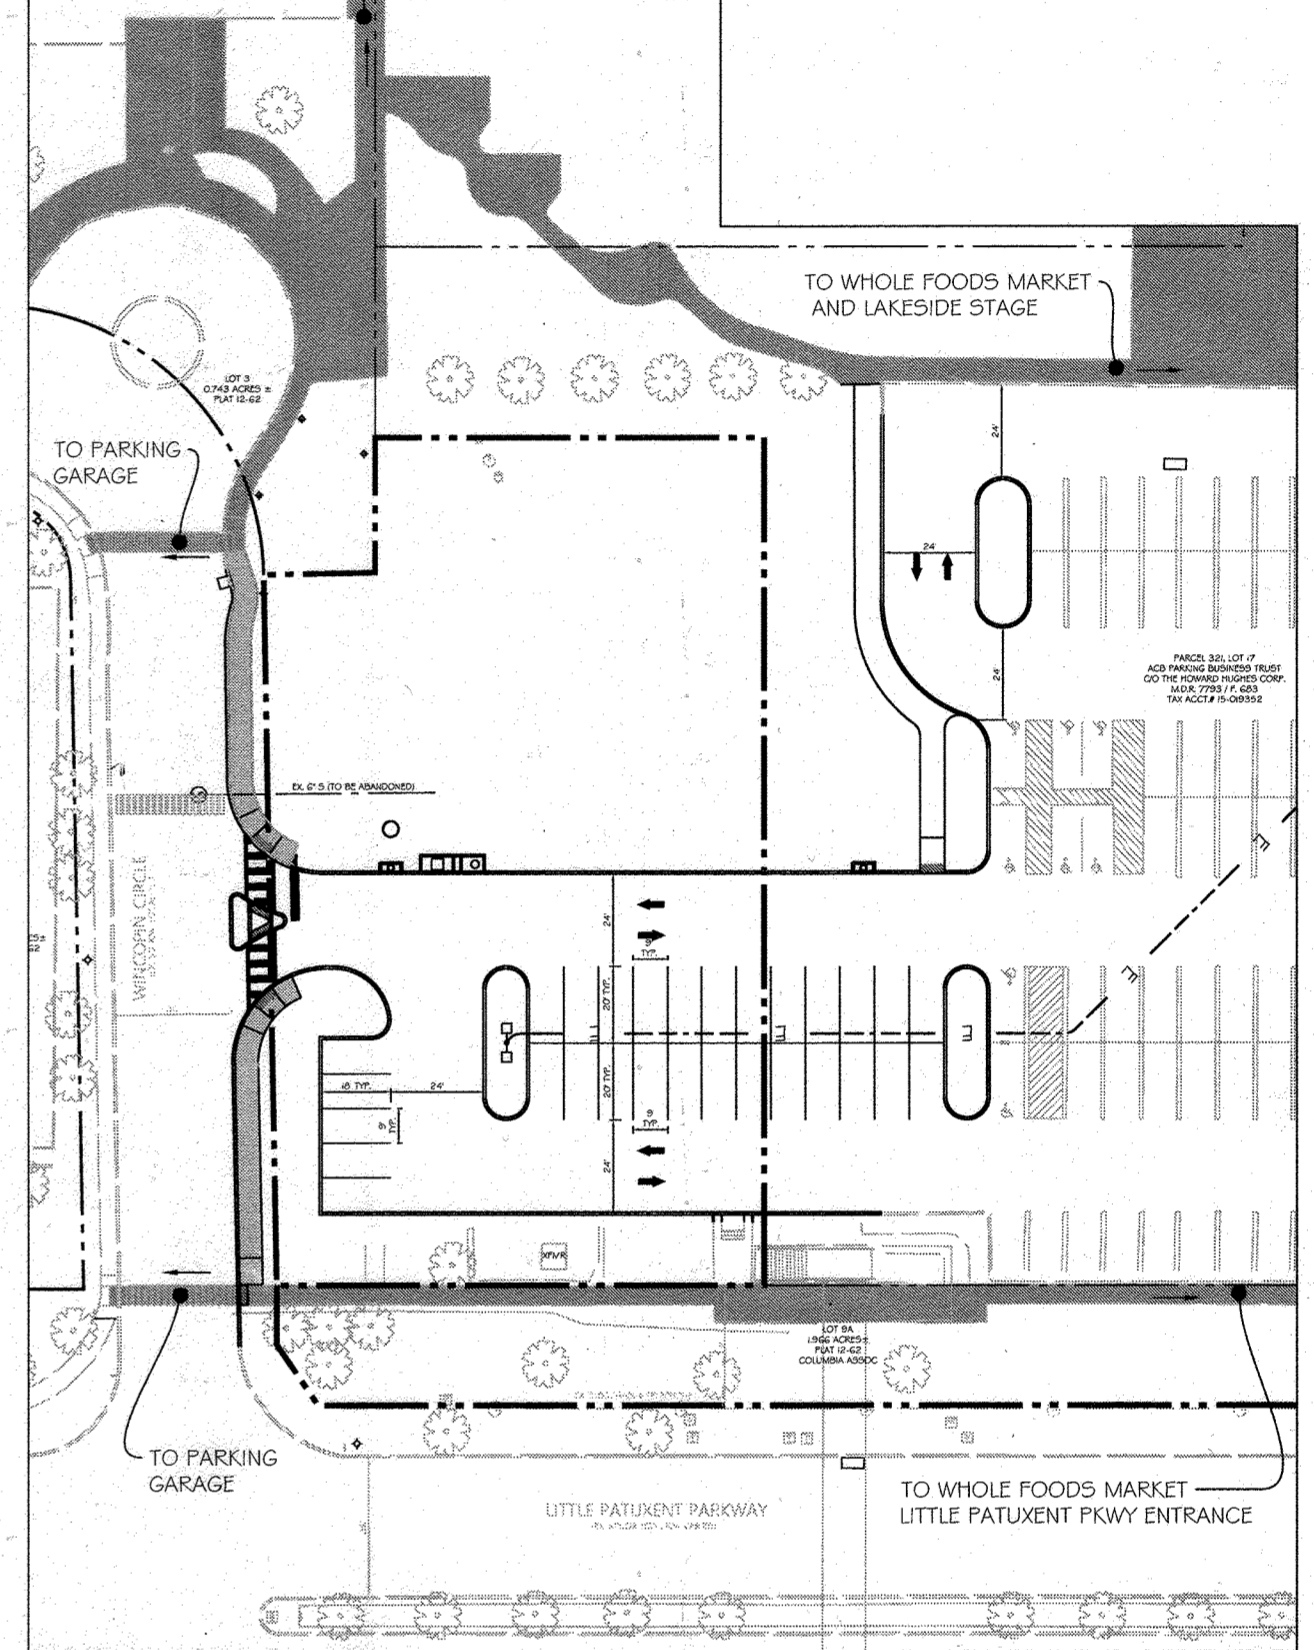 TO WHOLE FOODS MARKET
AND LAKESIDE STAGE
LOT 3
0.743 ACRES ±
PLAT 12-62
TO PARKING
GARAGE
24'
24'
24'
PARCEL 321, LOT 17
ACB PARKING BUSINESS TRUST
C/O THE HOWARD HUGHES CORP.
M.D.R. 7793 / F. 683
TAX ACCT.# 15-019352
EX. 6" S (TO BE ABANDONED)
WINCOPIN CIRCLE
E
24'
9'
TYP.
20' TYP.
E
E
E
E
E
18' TYP.
24'
20' TYP.
9'
TYP.
9'
TYP.
24'
XFMR
LOT 9A
1.966 ACRES±
PLAT 12-62
COLUMBIA ASSOC
TO PARKING
GARAGE
LITTLE PATUXENT PARKWAY
TO WHOLE FOODS MARKET
LITTLE PATUXENT PKWY ENTRANCE